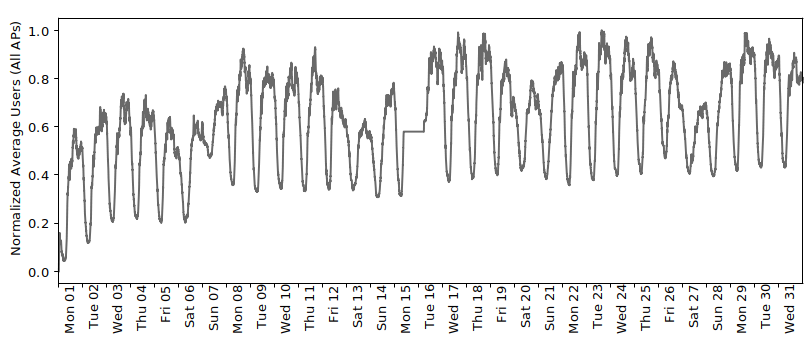 Normalized Average Users (All APs)
1.0
0.8
0.6
0.4
0.2
0.0
Mon 01
Tue 02
Wed 03
Thu 04
Fri 05
Sat 06
Sun 07
Mon 08
Tue 09
Wed 10
Thu 11
Fri 12
Sat 13
Sun 14
Mon 15
Tue 16
Wed 17
Thu 18
Fri 19
Sat 20
Sun 21
Mon 22
Tue 23
Wed 24
Thu 25
Fri 26
Sat 27
Sun 28
Mon 29
Tue 30
Wed 31